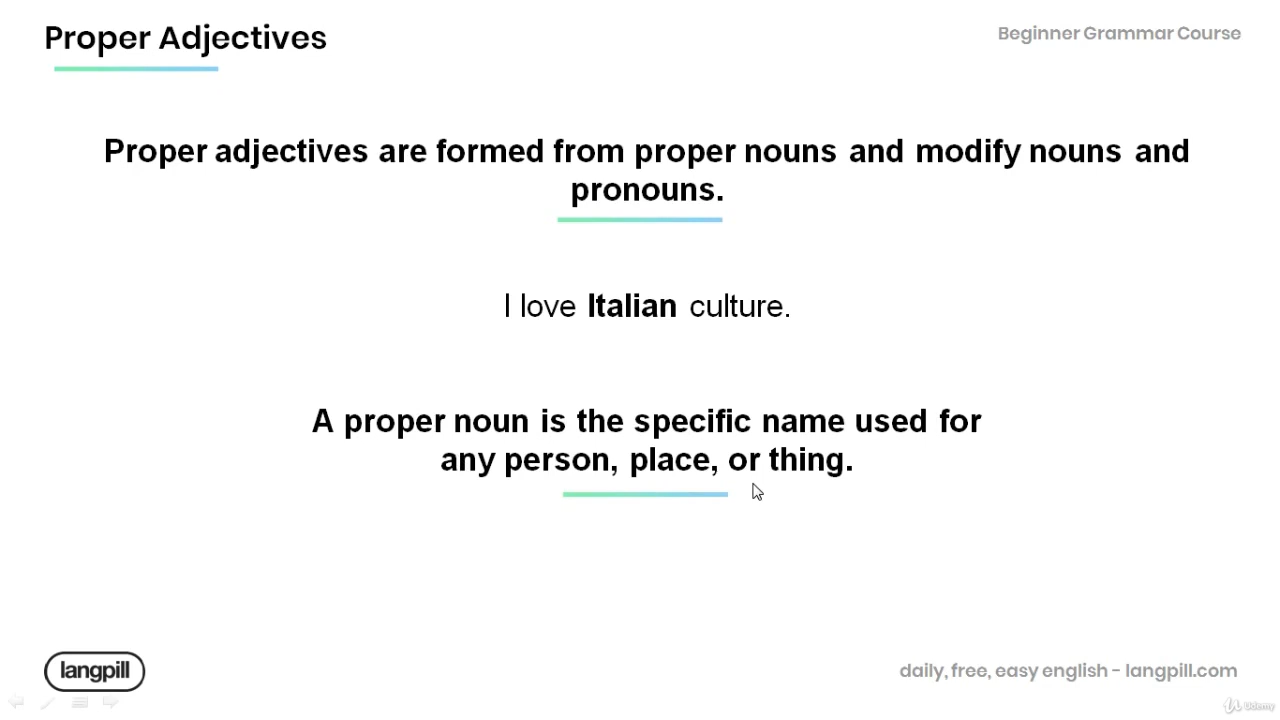 Proper Adjectives
Beginner Grammar Course
Proper adjectives are formed from proper nouns and modify nouns and
pronouns.
I love Italian culture.
A proper noun is the specific name used for
any person, place, or thing.
langpill
daily, free, easy english - langpill.com
Udemy